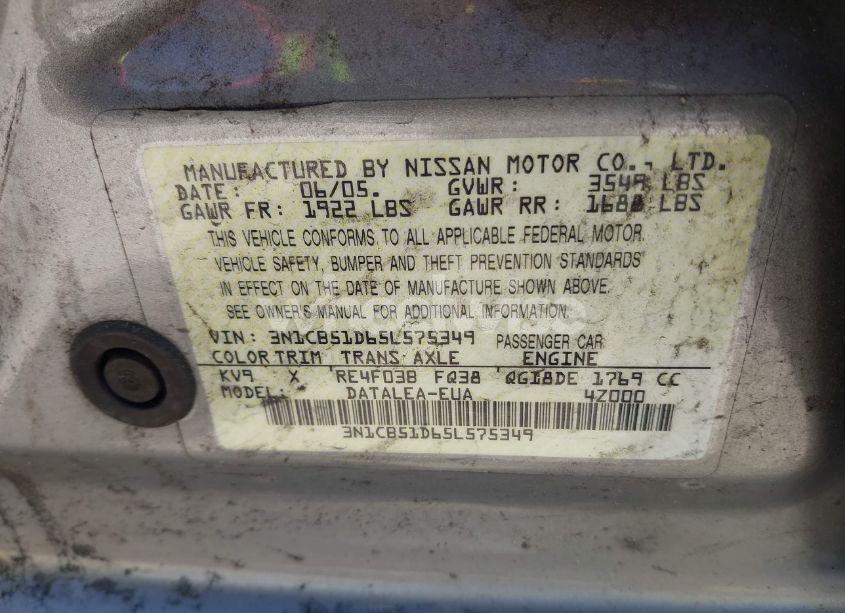 MANUFACTURED BY NISSAN MOTOR CO., LTD.
DATE: 06/05. GVWR: 3549 LBS
GAWR FR: 1922 LBS GAWR RR: 1680 LBS
THIS VEHICLE CONFORMS TO ALL APPLICABLE FEDERAL MOTOR
VEHICLE SAFETY, BUMPER AND THEFT PREVENTION STANDARDS
IN EFFECT ON THE DATE OF MANUFACTURE SHOWN ABOVE.
SEE OWNER'S MANUAL FOR ADDITIONAL INFORMATION.
VIN: 3N1CB51D65L575349 PASSENGER CAR
COLOR TRIM TRANS AXLE ENGINE
KV9 X RE4F03B FQ38 QG18DE 1769 CC
MODEL: DATALEA-EUA 4Z000
3N1CB51D65L575349